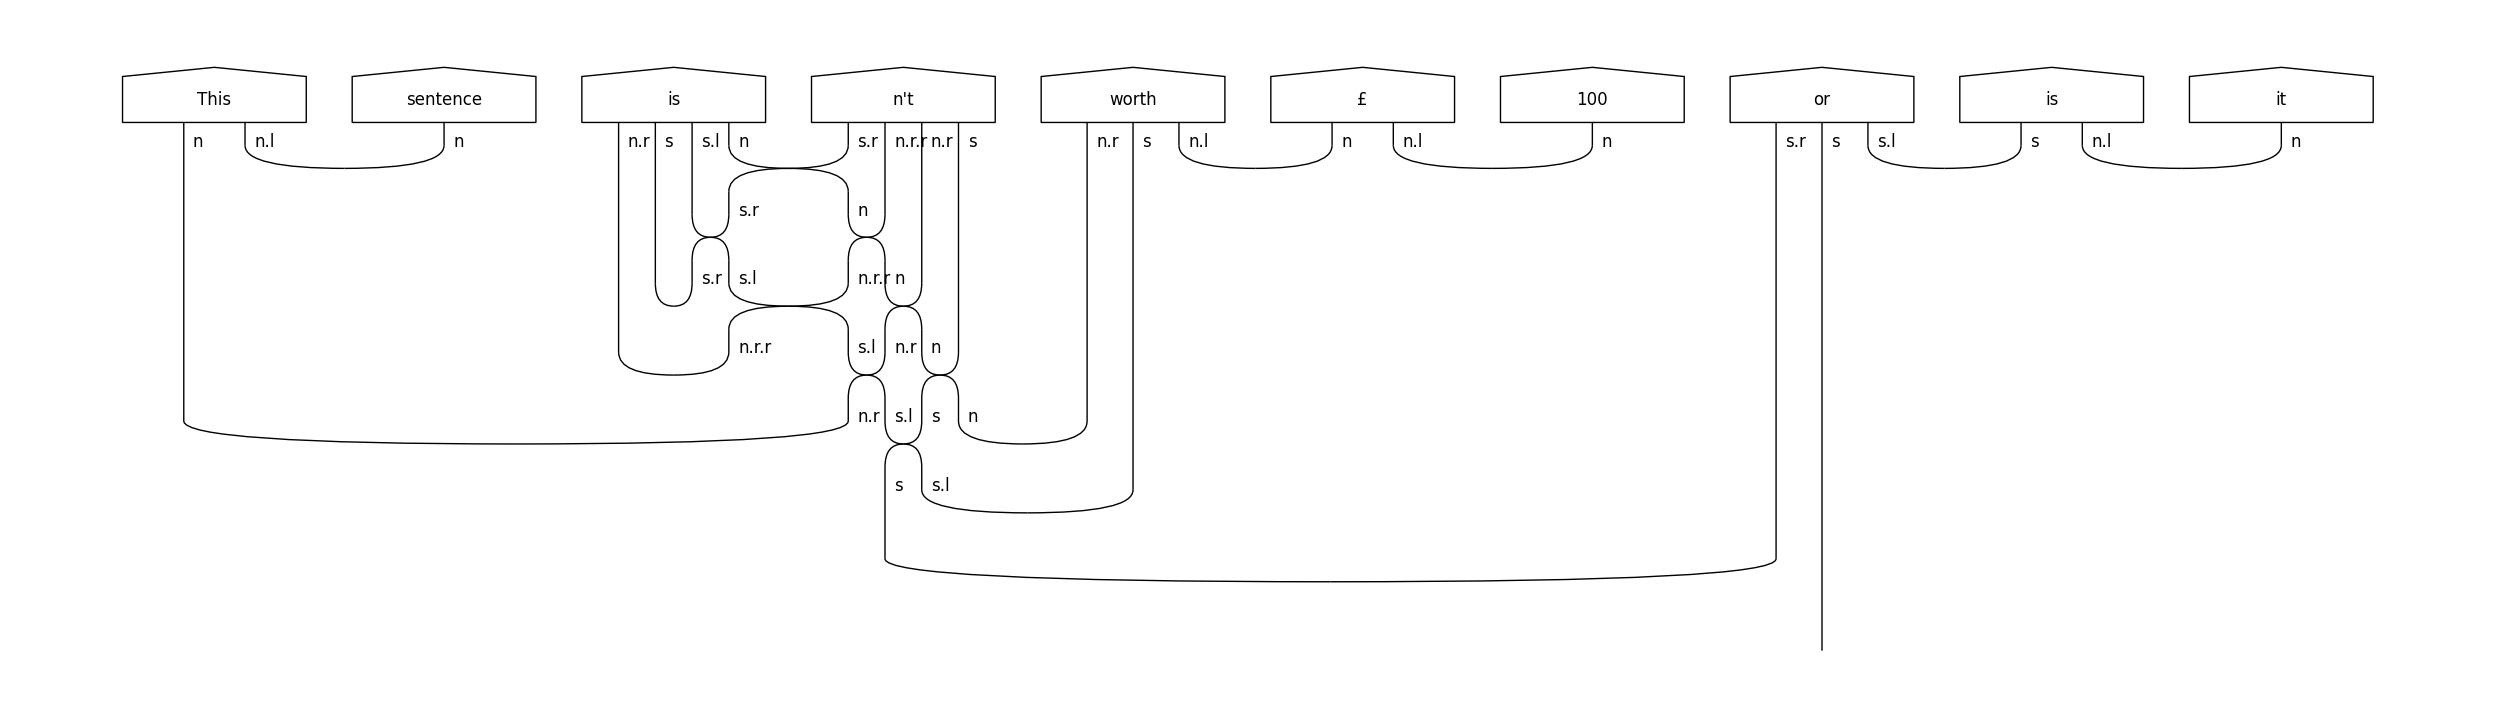 This sentence is n't worth £ 100 or is it
n n.l n n.r s s.l n s.r n.r.r n.r s n.r s n.l n n.l n s.r s s.l s n.l n
s.r n
s.r s.l n.r.r n
n.r.r s.l n.r n
n.r s.l s n
s s.l